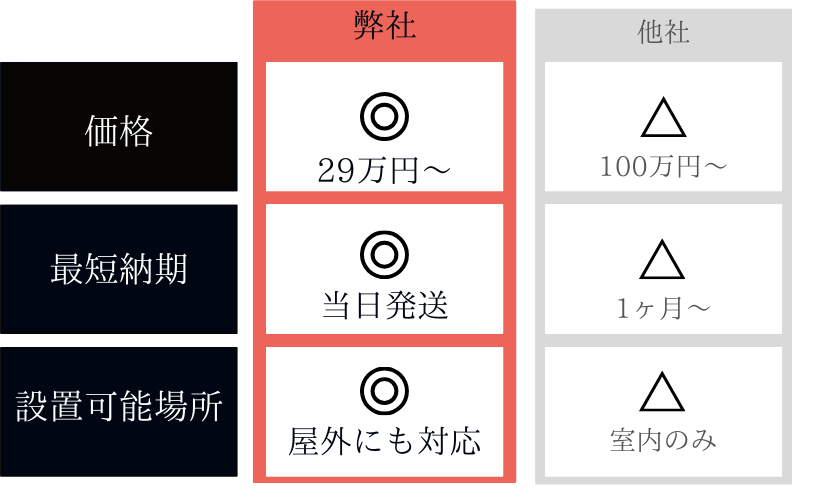 弊社
他社
価格
◎
29万円～
△
100万円～
最短納期
◎
当日発送
△
1ヶ月～
設置可能場所
◎
屋外にも対応
△
室内のみ